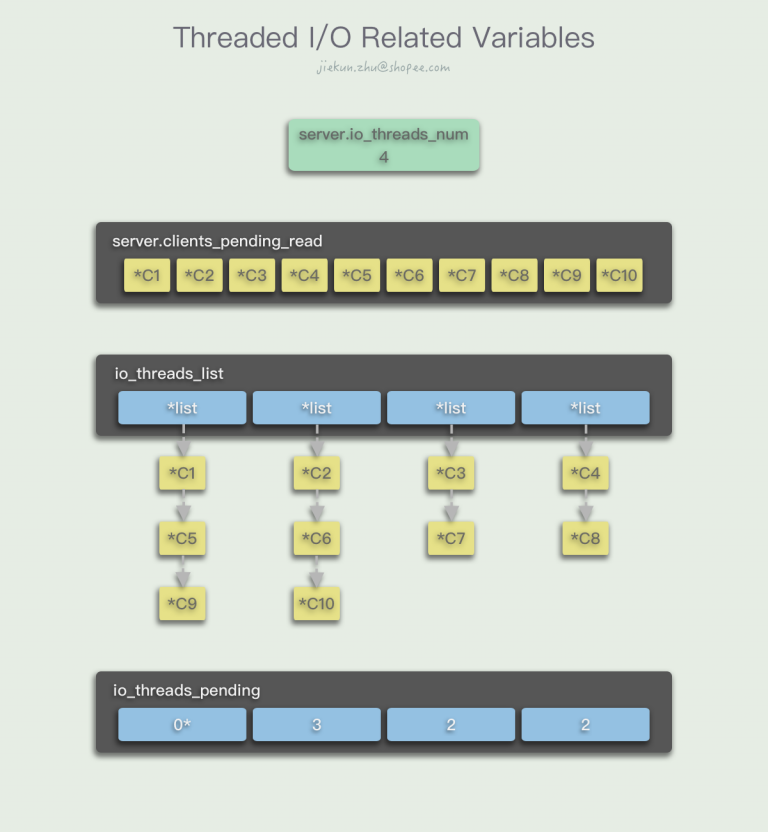 Threaded I/O Related Variables
jiekun.zhu@shopee.com
server.io_threads_num
4
server.clients_pending_read
*C1 *C2 *C3 *C4 *C5 *C6 *C7 *C8 *C9 *C10
io_threads_list
*list *list *list *list
*C1 *C2 *C3 *C4
*C5 *C6 *C7 *C8
*C9 *C10
io_threads_pending
0* 3 2 2